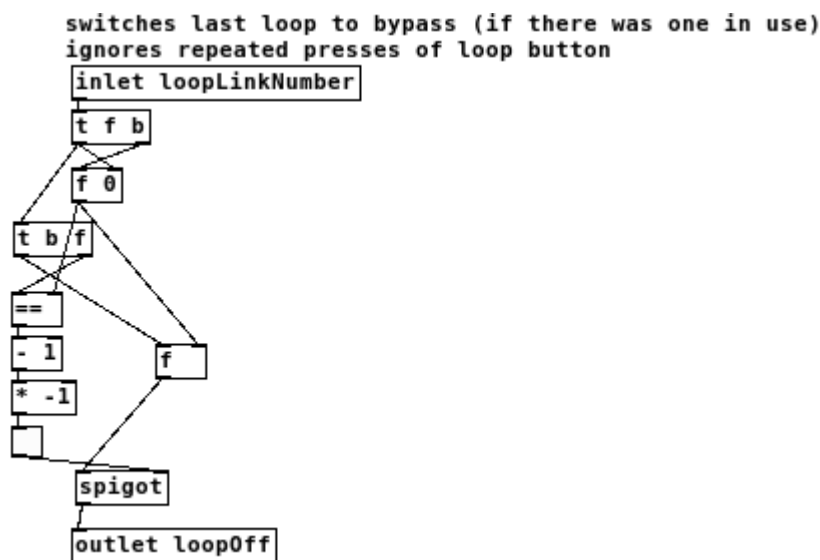 switches last loop to bypass (if there was one in use)
ignores repeated presses of loop button
inlet loopLinkNumber
t f b
f 0
t b f
==
- 1
f
* -1
spigot
outlet loopOff